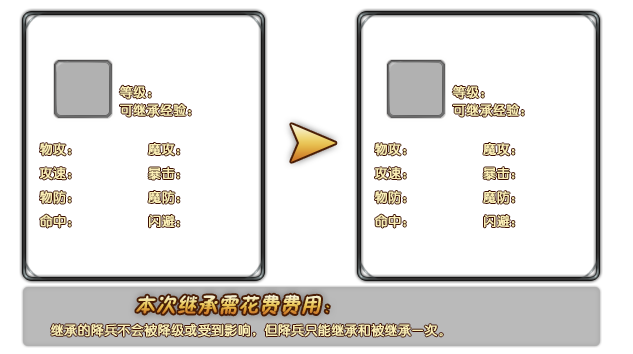 等级：
可继承经验：
物攻： 魔攻：
攻速： 暴击：
物防： 魔防：
命中： 闪避：
等级：
可继承经验：
物攻： 魔攻：
攻速： 暴击：
物防： 魔防：
命中： 闪避：
本次继承需花费费用：
继承的降兵不会被降级或受到影响，但降兵只能继承和被继承一次。